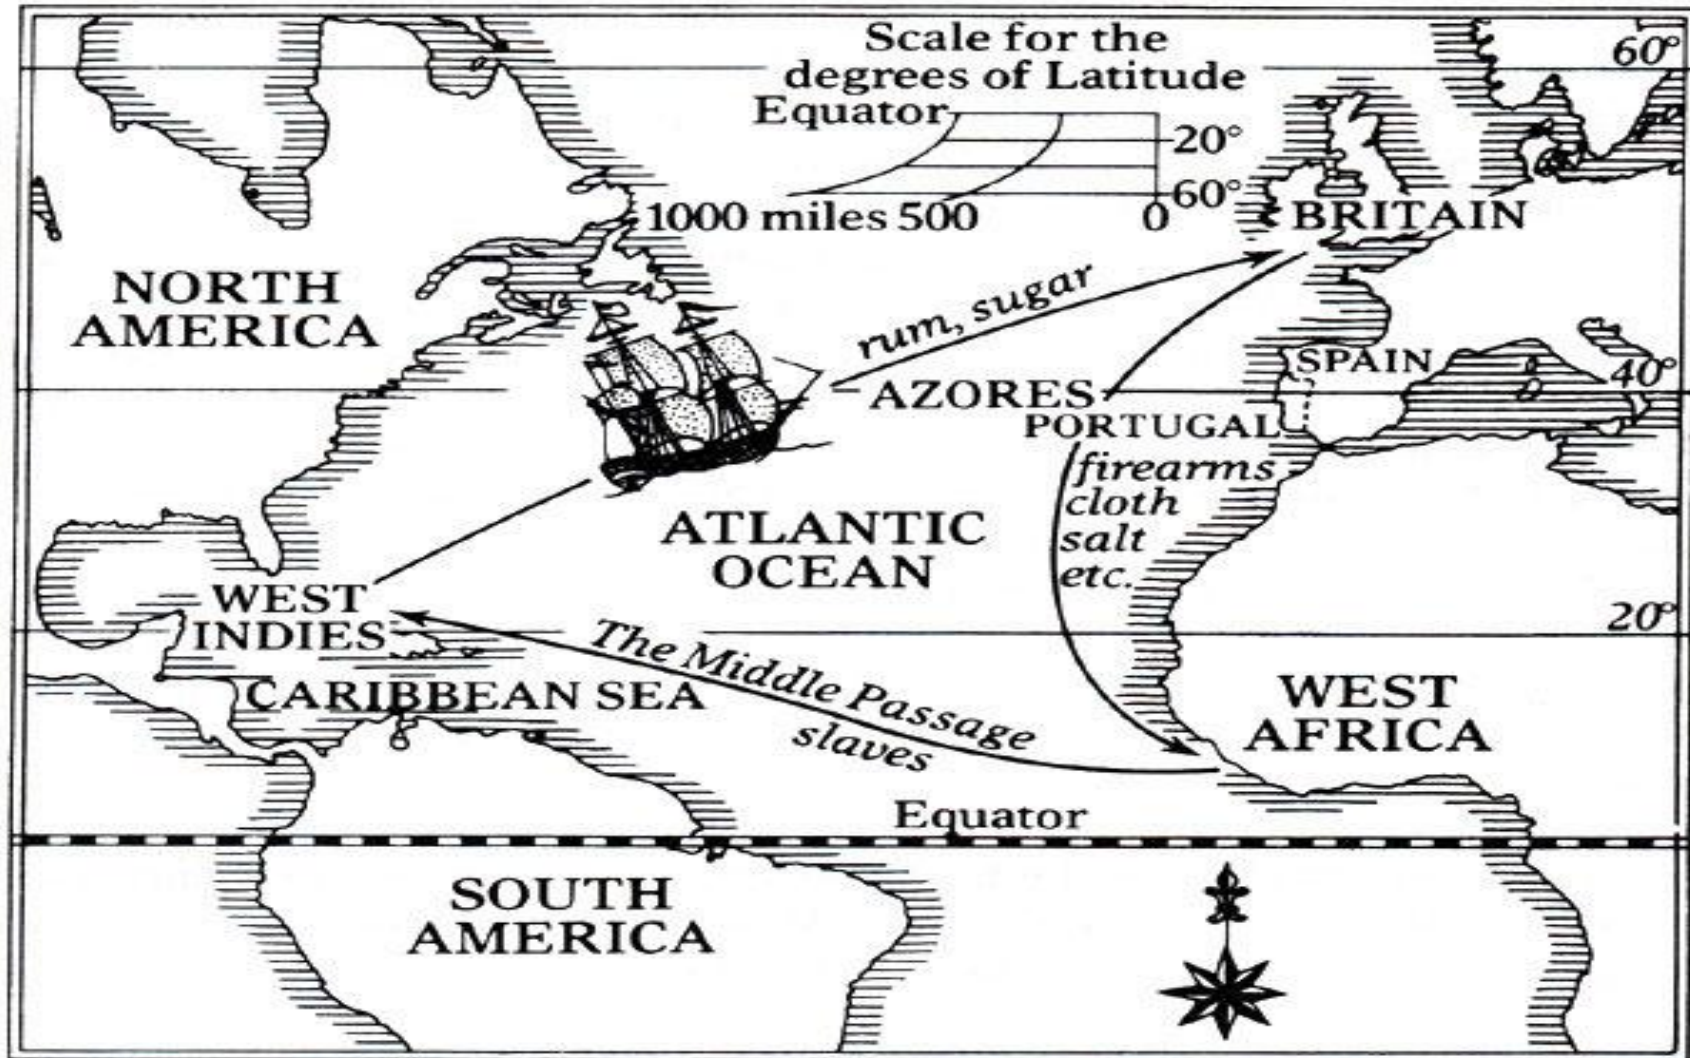 Scale for the
degrees of Latitude
Equator
20°
60°
1000 miles 500 0
60°
BRITAIN
NORTH
AMERICA
rum, sugar
SPAIN
40°
AZORES
PORTUGAL
firearms
cloth
salt
etc.
ATLANTIC
OCEAN
WEST
INDIES
20°
The Middle Passage
slaves
CARIBBEAN SEA
WEST
AFRICA
Equator
SOUTH
AMERICA